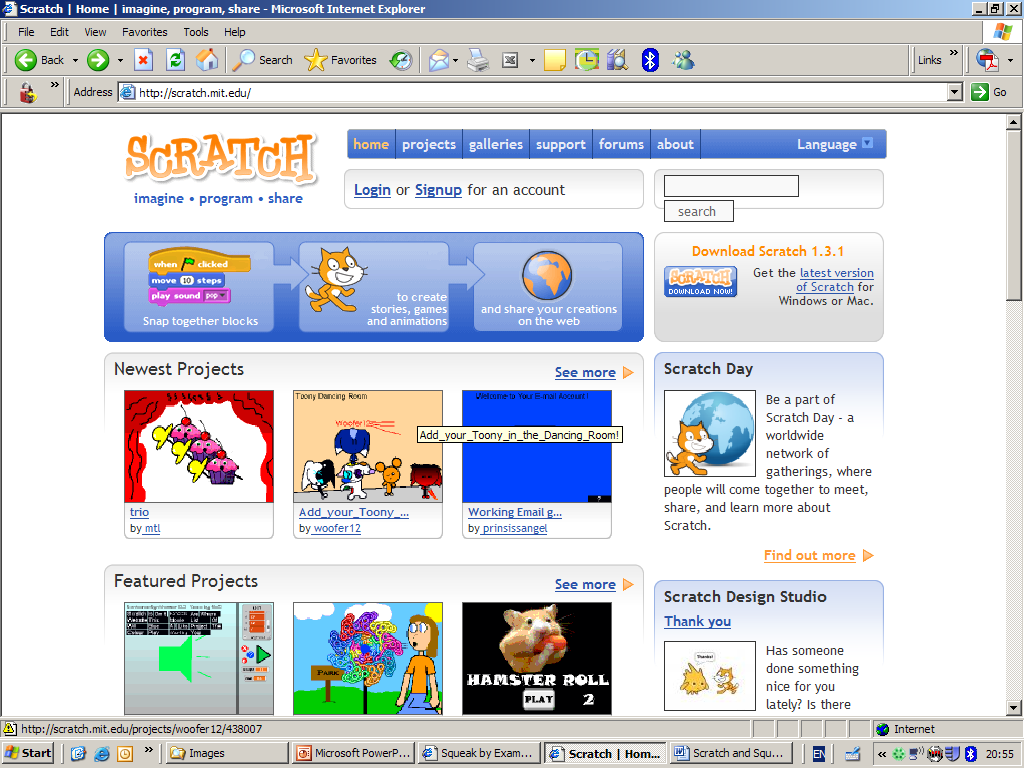 Scratch | Home | imagine, program, share - Microsoft Internet Explorer
File Edit View Favorites Tools Help
Back Search Favorites Links »
» Address http://scratch.mit.edu/ Go
SCRATCH
imagine • program • share
home projects galleries support forums about Language
Login or Signup for an account
search
when clicked
move 10 steps
play sound pop
Snap together blocks
to create
stories, games
and animations
and share your creations
on the web
Download Scratch 1.3.1
SCRATCH
DOWNLOAD NOW!
Get the latest version
of Scratch for
Windows or Mac.
Newest Projects
See more
Toony Dancing Room
woofer12
Welcome to Your E-mail Account!
Add_your_Toony_in_the_Dancing_Room!
trio
by mtl
Add_your_Toony_...
by woofer12
Working Email g...
by prinsissangel
Scratch Day
Be a part of
Scratch Day - a
worldwide
network of
gatherings, where
people will come together to meet,
share, and learn more about
Scratch.
Find out more
Featured Projects
See more
PARK
HAMSTER ROLL
PLAY 2
Scratch Design Studio
Thank you
Thanks!
Has someone
done something
nice for you
lately? Is there
http://scratch.mit.edu/projects/woofer12/438007
Internet
Start » Images Microsoft PowerP... Squeak by Exam... Scratch | Hom... Scratch and Squ... EN « 20:55